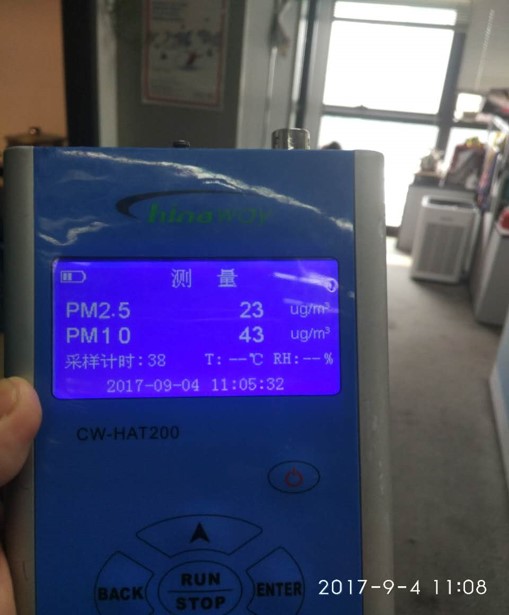 Chineway
测 量
PM2.5 23 ug/m³
PM10 43 ug/m³
采样计时:38 T:--℃ RH:--%
2017-09-04 11:05:32
CW-HAT200
BACK
RUN
STOP
ENTER
2017-9-4 11:08